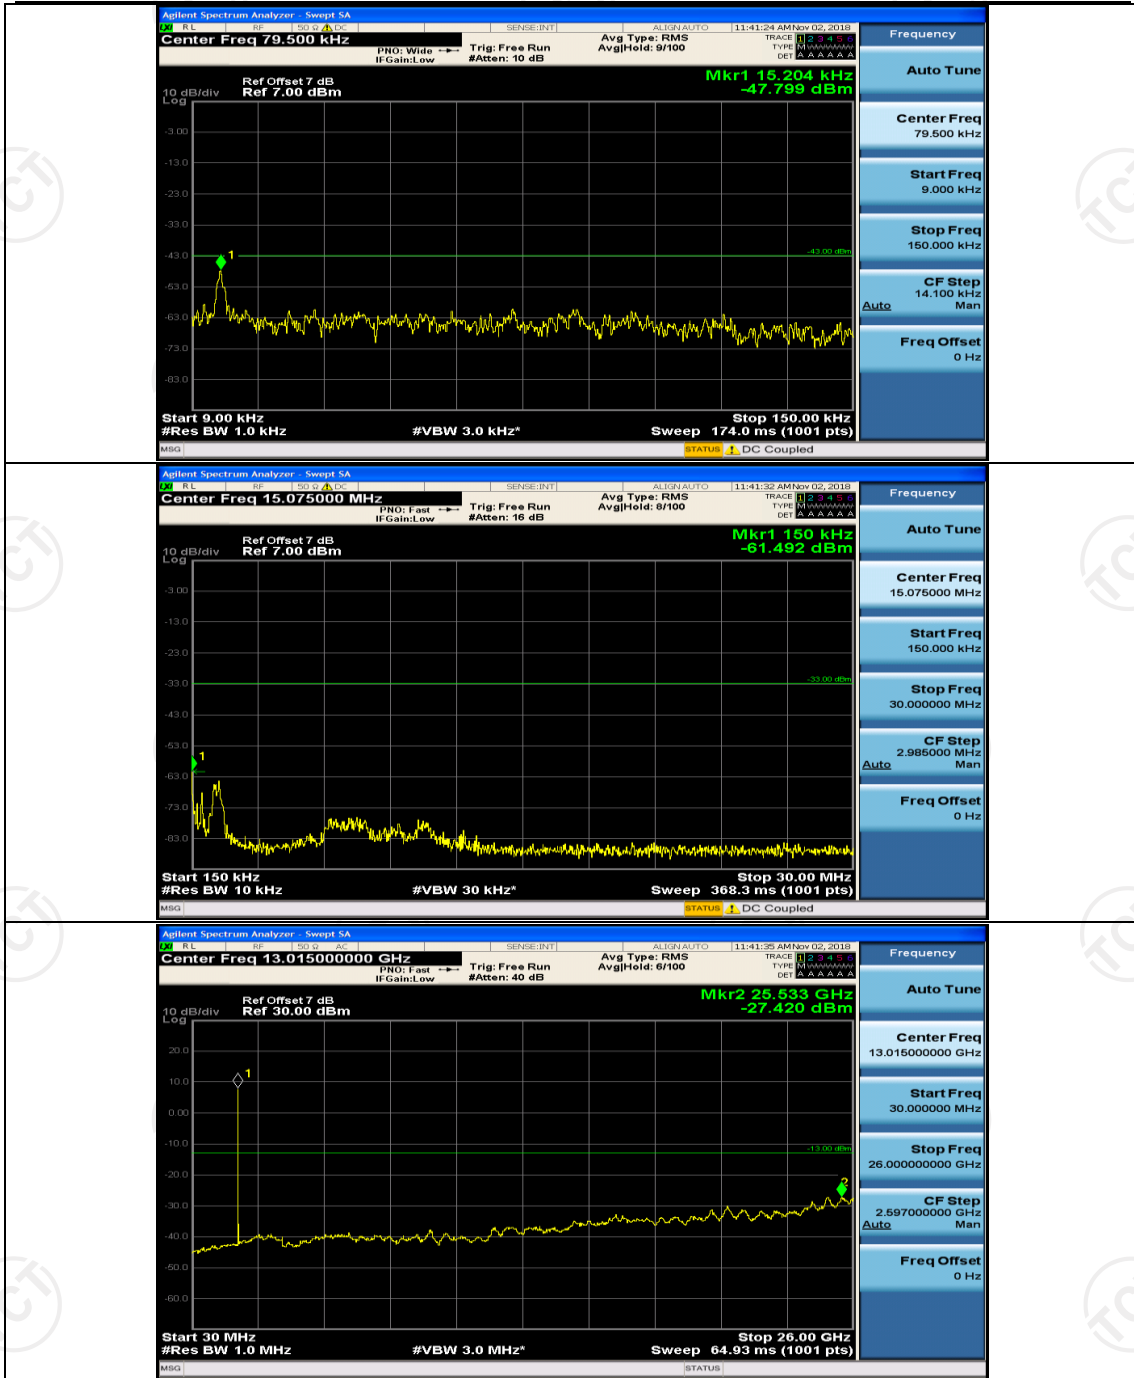 Agilent Spectrum Analyzer - Swept SA
LXI RL RF 50 Ω DC SENSE:INT ALIGN AUTO 11:41:24 AM Nov 02, 2018
Center Freq 79.500 kHz
PNO: Wide
IFGain:Low
Trig: Free Run
#Atten: 10 dB
Avg Type: RMS
Avg|Hold: 9/100
TRACE 1 2 3 4 5 6
TYPE M W W W W W
DET A A A A A A
Frequency
Mkr1 15.204 kHz
-47.799 dBm
Ref Offset 7 dB
10 dB/div Ref 7.00 dBm
Log
-3.00
-13.0
-23.0
-33.0
-43.0
-53.0
-63.0
-73.0
-83.0
1
-43.00 dBm
Start 9.00 kHz
Stop 150.00 kHz
#Res BW 1.0 kHz
#VBW 3.0 kHz*
Sweep 174.0 ms (1001 pts)
MSG
STATUS DC Coupled
Auto Tune
Center Freq
79.500 kHz
Start Freq
9.000 kHz
Stop Freq
150.000 kHz
CF Step
14.100 kHz
Auto Man
Freq Offset
0 Hz
Agilent Spectrum Analyzer - Swept SA
LXI RL RF 50 Ω DC SENSE:INT ALIGN AUTO 11:41:32 AM Nov 02, 2018
Center Freq 15.075000 MHz
PNO: Fast
IFGain:Low
Trig: Free Run
#Atten: 16 dB
Avg Type: RMS
Avg|Hold: 8/100
TRACE 1 2 3 4 5 6
TYPE M W W W W W
DET A A A A A A
Frequency
Mkr1 150 kHz
-61.492 dBm
Ref Offset 7 dB
10 dB/div Ref 7.00 dBm
Log
-3.00
-13.0
-23.0
-33.0
-43.0
-53.0
-63.0
-73.0
-83.0
1
-33.00 dBm
Start 150 kHz
Stop 30.00 MHz
#Res BW 10 kHz
#VBW 30 kHz*
Sweep 368.3 ms (1001 pts)
MSG
STATUS DC Coupled
Auto Tune
Center Freq
15.075000 MHz
Start Freq
150.000 kHz
Stop Freq
30.000000 MHz
CF Step
2.985000 MHz
Auto Man
Freq Offset
0 Hz
Agilent Spectrum Analyzer - Swept SA
LXI RL RF 50 Ω AC SENSE:INT ALIGN AUTO 11:41:35 AM Nov 02, 2018
Center Freq 13.015000000 GHz
PNO: Fast
IFGain:Low
Trig: Free Run
#Atten: 40 dB
Avg Type: RMS
Avg|Hold: 6/100
TRACE 1 2 3 4 5 6
TYPE M W W W W W
DET A A A A A A
Frequency
Mkr2 25.533 GHz
-27.420 dBm
Ref Offset 7 dB
10 dB/div Ref 30.00 dBm
Log
20.0
10.0
0.00
-10.0
-20.0
-30.0
-40.0
-50.0
-60.0
1
2
-13.00 dBm
Start 30 MHz
Stop 26.00 GHz
#Res BW 1.0 MHz
#VBW 3.0 MHz*
Sweep 64.93 ms (1001 pts)
MSG
STATUS
Auto Tune
Center Freq
13.015000000 GHz
Start Freq
30.000000 MHz
Stop Freq
26.000000000 GHz
CF Step
2.597000000 GHz
Auto Man
Freq Offset
0 Hz
TCT